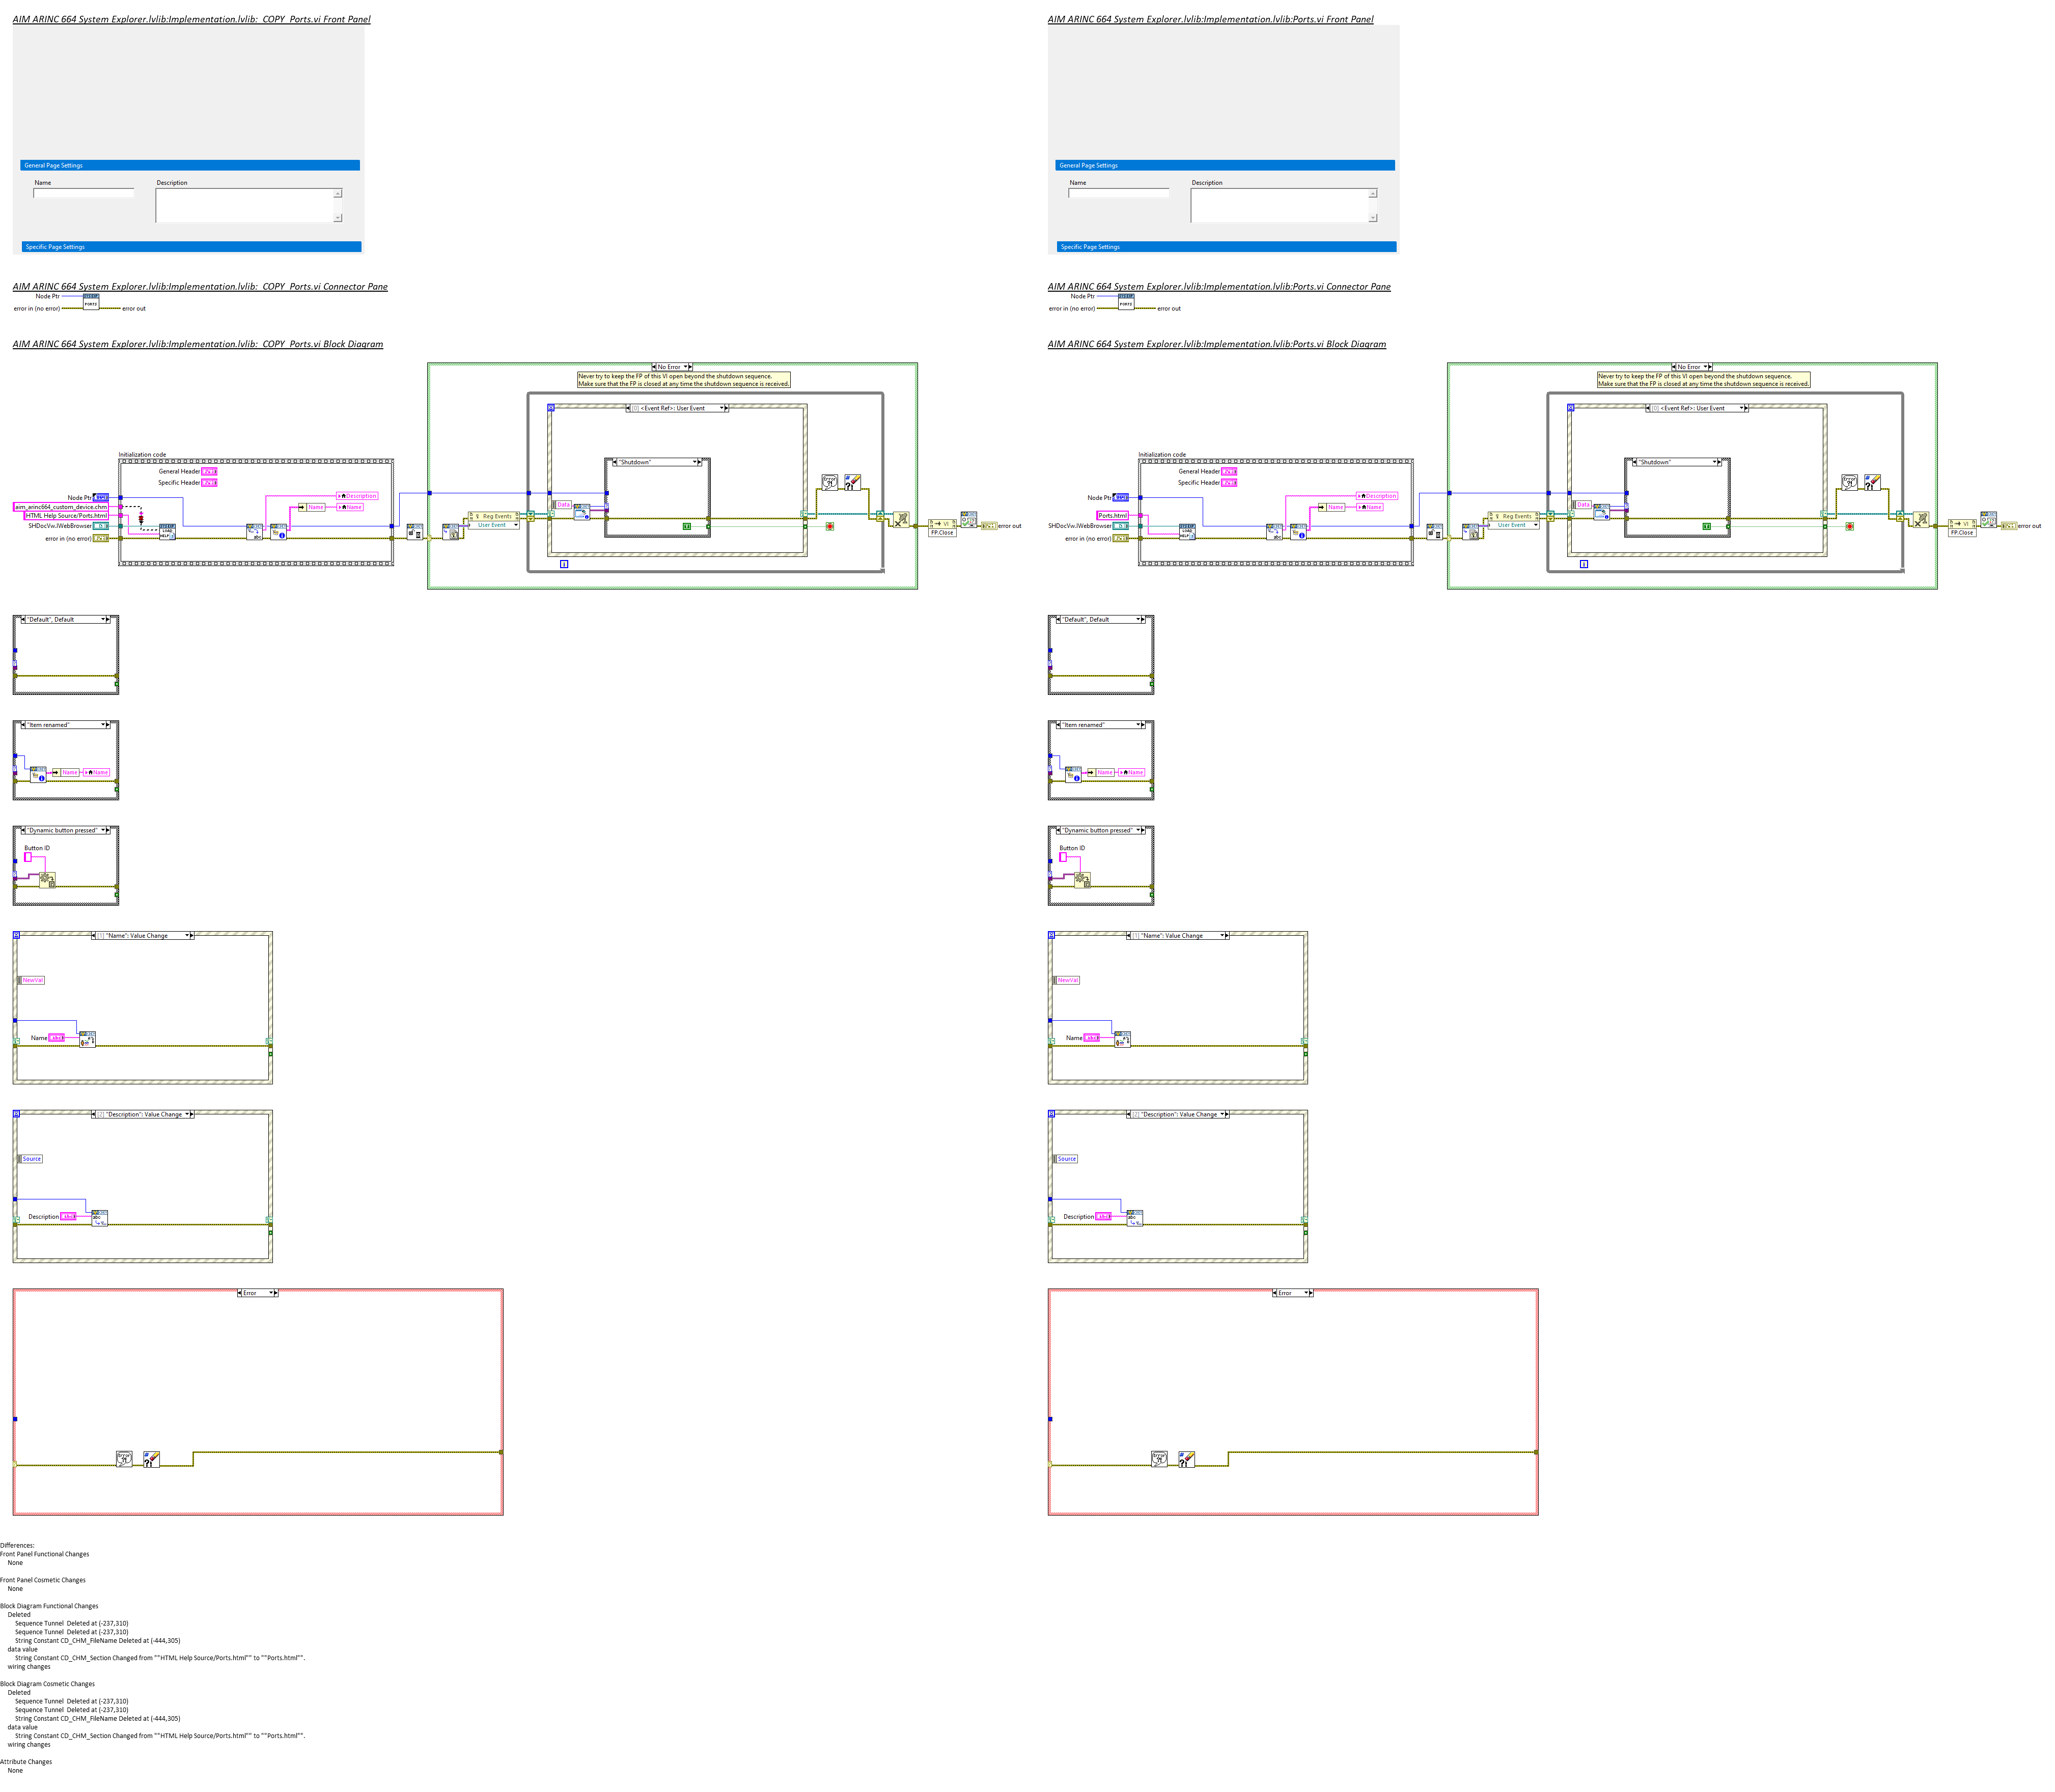 AIM ARINC 664 System Explorer.lvlib:Implementation.lvlib:_COPY_Ports.vi Front Panel
General Page Settings
Name
Description
Specific Page Settings
AIM ARINC 664 System Explorer.lvlib:Implementation.lvlib:_COPY_Ports.vi Connector Pane
Node Ptr
PORTS
error in (no error)
error out
AIM ARINC 664 System Explorer.lvlib:Implementation.lvlib:_COPY_Ports.vi Block Diagram
No Error
Never try to keep the FP of this VI open beyond the shutdown sequence.
Make sure that the FP is closed at any time the shutdown sequence is received.
[0] <Event Ref>: User Event
Initialization code
General Header
Specific Header
"Shutdown"
Node Ptr
aim_arinc664_custom_device.chm
HTML Help Source/Ports.html
SHDocVw.IWebBrowser
error in (no error)
Description
Name
Name
Reg Events
User Event
Data
VI
FP.Close
error out
"Default", Default
"Item renamed"
Name
Name
"Dynamic button pressed"
Button ID
[1] "Name": Value Change
NewVal
Name
[2] "Description": Value Change
Source
Description
Error
AIM ARINC 664 System Explorer.lvlib:Implementation.lvlib:Ports.vi Front Panel
General Page Settings
Name
Description
Specific Page Settings
AIM ARINC 664 System Explorer.lvlib:Implementation.lvlib:Ports.vi Connector Pane
Node Ptr
PORTS
error in (no error)
error out
AIM ARINC 664 System Explorer.lvlib:Implementation.lvlib:Ports.vi Block Diagram
No Error
Never try to keep the FP of this VI open beyond the shutdown sequence.
Make sure that the FP is closed at any time the shutdown sequence is received.
[0] <Event Ref>: User Event
Initialization code
General Header
Specific Header
"Shutdown"
Node Ptr
Ports.html
SHDocVw.IWebBrowser
error in (no error)
Description
Name
Name
Reg Events
User Event
Data
VI
FP.Close
error out
"Default", Default
"Item renamed"
Name
Name
"Dynamic button pressed"
Button ID
[1] "Name": Value Change
NewVal
Name
[2] "Description": Value Change
Source
Description
Error
Differences:
Front Panel Functional Changes
None
Front Panel Cosmetic Changes
None
Block Diagram Functional Changes
Deleted
Sequence Tunnel  Deleted at (-237,310)
Sequence Tunnel  Deleted at (-237,310)
String Constant CD_CHM_FileName Deleted at (-444,305)
data value
String Constant CD_CHM_Section Changed from ""HTML Help Source/Ports.html"" to ""Ports.html"".
wiring changes
Block Diagram Cosmetic Changes
Deleted
Sequence Tunnel  Deleted at (-237,310)
Sequence Tunnel  Deleted at (-237,310)
String Constant CD_CHM_FileName Deleted at (-444,305)
data value
String Constant CD_CHM_Section Changed from ""HTML Help Source/Ports.html"" to ""Ports.html"".
wiring changes
Attribute Changes
None